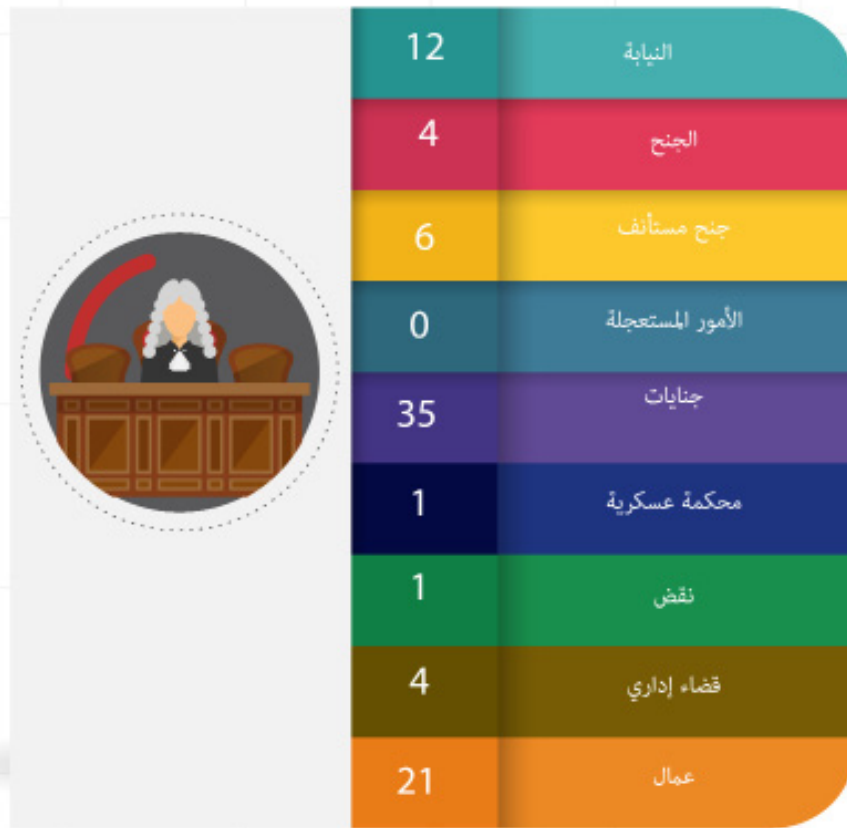 النيابة 12
الجنح 4
جنح مستأنف 6
الأمور المستعجلة 0
جنايات 35
محكمة عسكرية 1
نقض 1
قضاء إداري 4
عمال 21